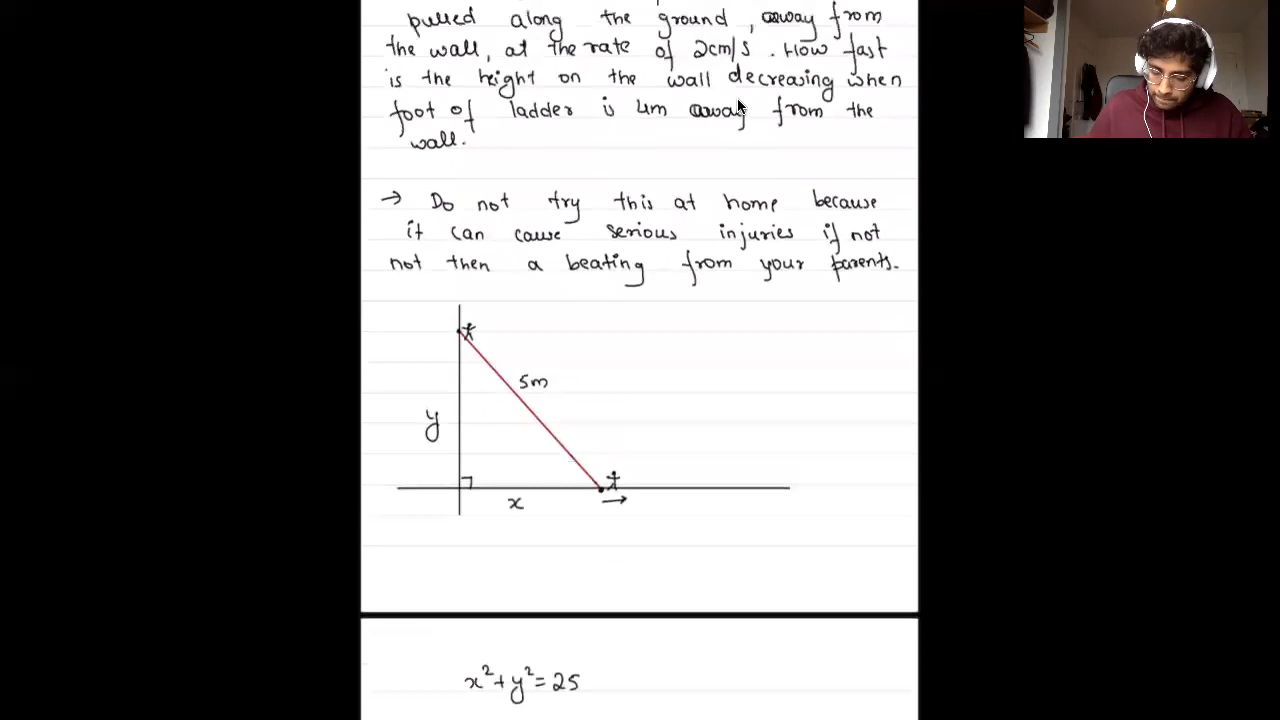 pulled along the ground, away from
the wall, at the rate of 2cm/s. How fast
is the height on the wall decreasing when
foot of ladder is 4m away from the
wall.
→ Do not try this at home because
it can cause serious injuries if not
not then a beating from your parents.
5m
y
x
x²+y²=25